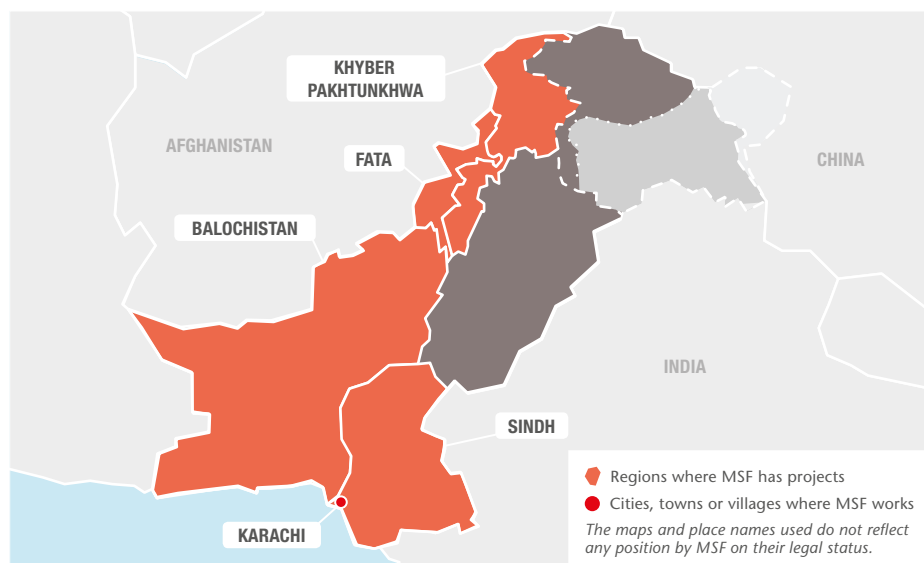 KHYBER
PAKHTUNKHWA
AFGHANISTAN
FATA
CHINA
BALOCHISTAN
INDIA
SINDH
Regions where MSF has projects
Cities, towns or villages where MSF works
The maps and place names used do not reflect
any position by MSF on their legal status.
KARACHI